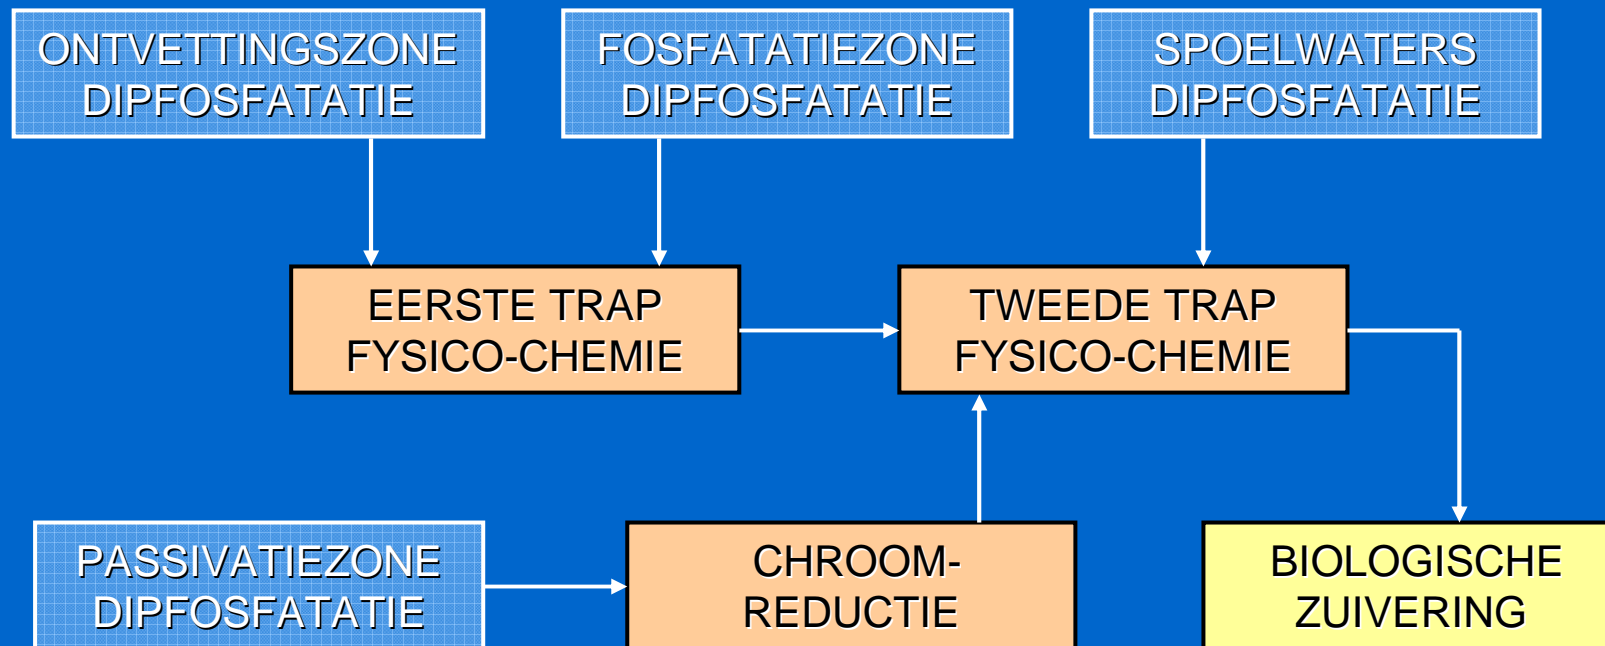 ONTVETTINGSZONE
DIPFOSFATATIE
FOSFATATIEZONE
DIPFOSFATATIE
SPOELWATERS
DIPFOSFATATIE
EERSTE TRAP
FYSICO-CHEMIE
TWEEDE TRAP
FYSICO-CHEMIE
PASSIVATIEZONE
DIPFOSFATATIE
CHROOM-
REDUCTIE
BIOLOGISCHE
ZUIVERING